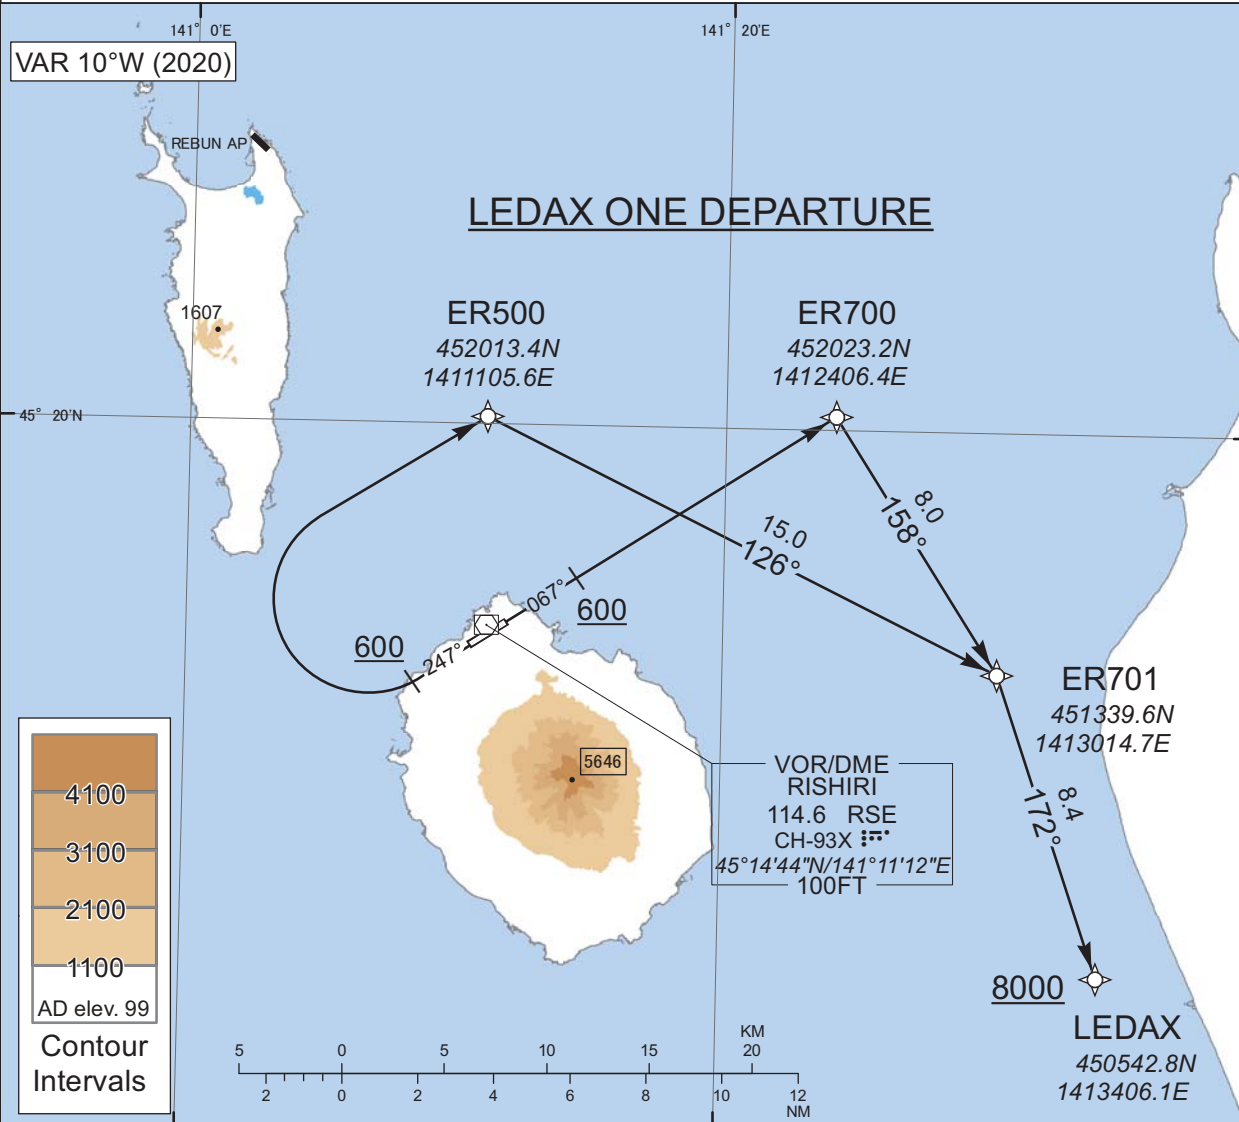 141° 0'E
141° 20'E
VAR 10°W (2020)
REBUN AP
LEDAX ONE DEPARTURE
1607
ER500
452013.4N
1411105.6E
ER700
452023.2N
1412406.4E
45° 20'N
8.0
158°
15.0
126°
067°
600
600
247°
ER701
451339.6N
1413014.7E
5646
VOR/DME
RISHIRI
114.6 RSE
CH-93X
45°14'44"N/141°11'12"E
100FT
8.4
172°
4100
3100
2100
1100
AD elev. 99
Contour
Intervals
8000
LEDAX
450542.8N
1413406.1E
KM
5 0 5 10 15 20
2 0 2 4 6 8 10 12
NM